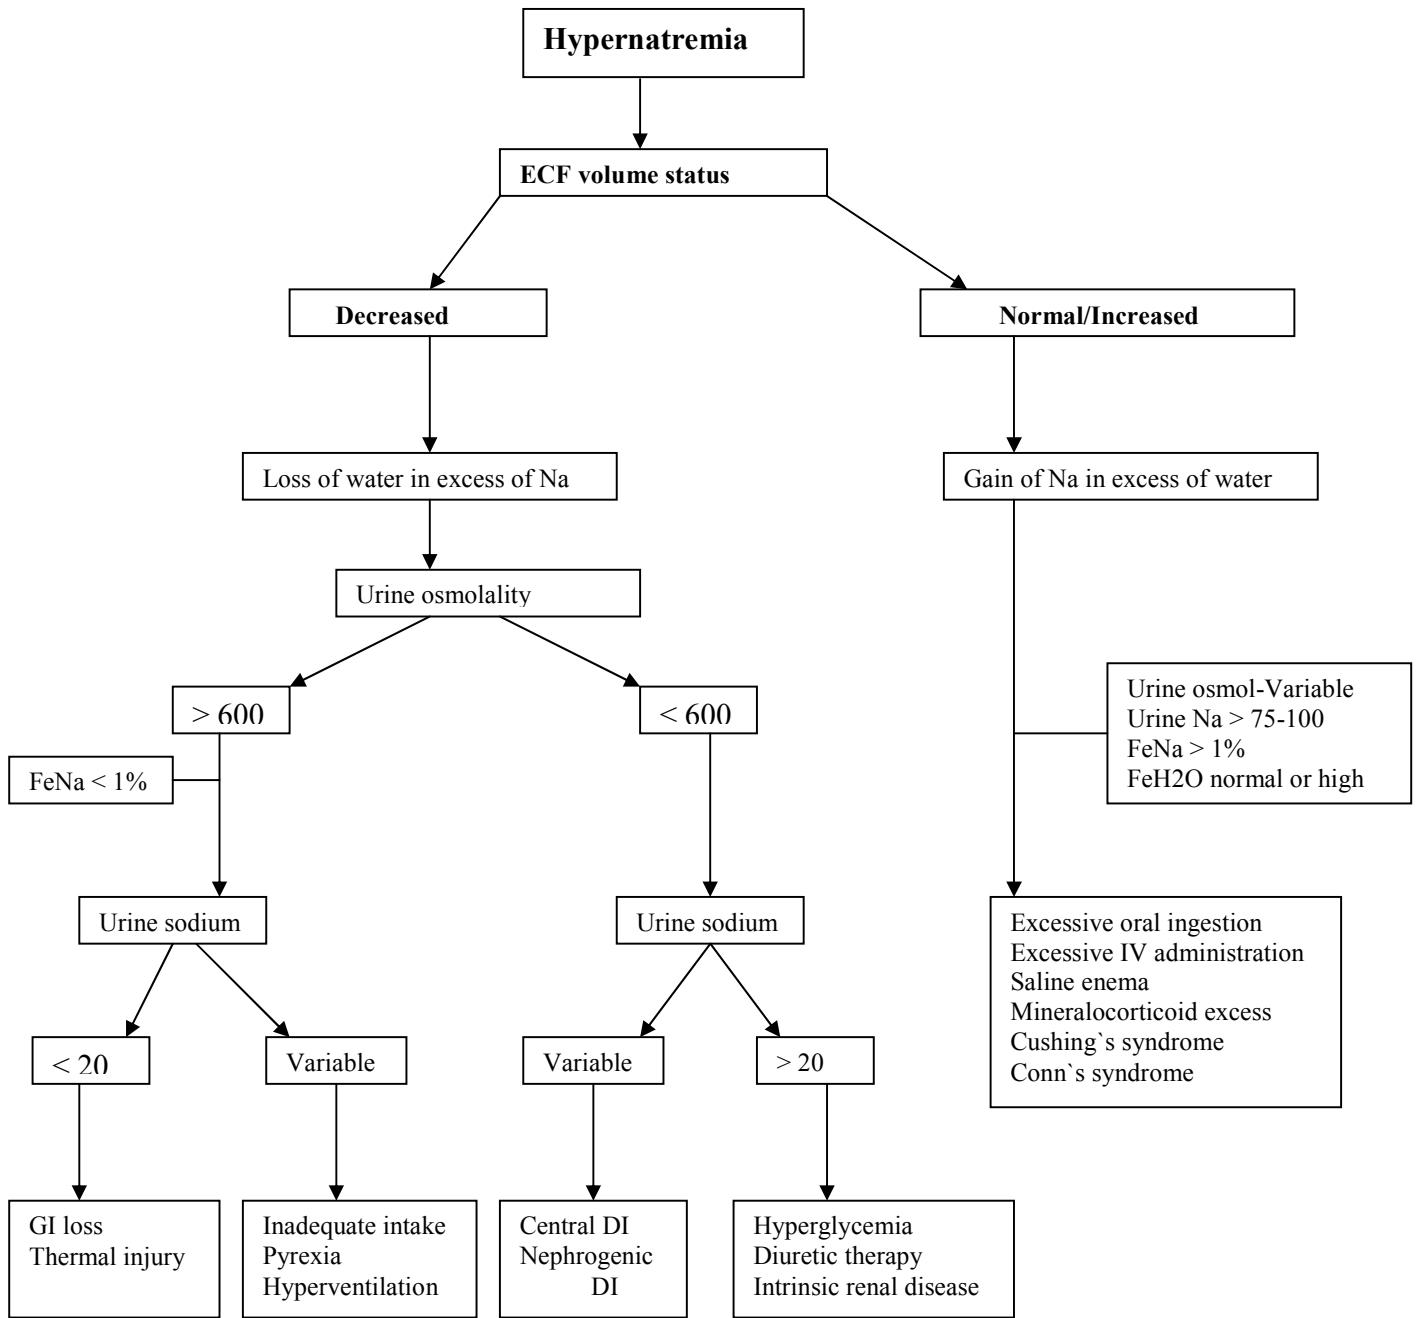 Hypernatremia
ECF volume status
Decreased
Normal/Increased
Loss of water in excess of Na
Gain of Na in excess of water
Urine osmolality
> 600
< 600
Urine osmol-Variable
Urine Na > 75-100
FeNa > 1%
FeH2O normal or high
FeNa < 1%
Urine sodium
Urine sodium
Excessive oral ingestion
Excessive IV administration
Saline enema
Mineralocorticoid excess
Cushing`s syndrome
Conn`s syndrome
< 20
Variable
Variable
> 20
GI loss
Thermal injury
Inadequate intake
Pyrexia
Hyperventilation
Central DI
Nephrogenic
DI
Hyperglycemia
Diuretic therapy
Intrinsic renal disease